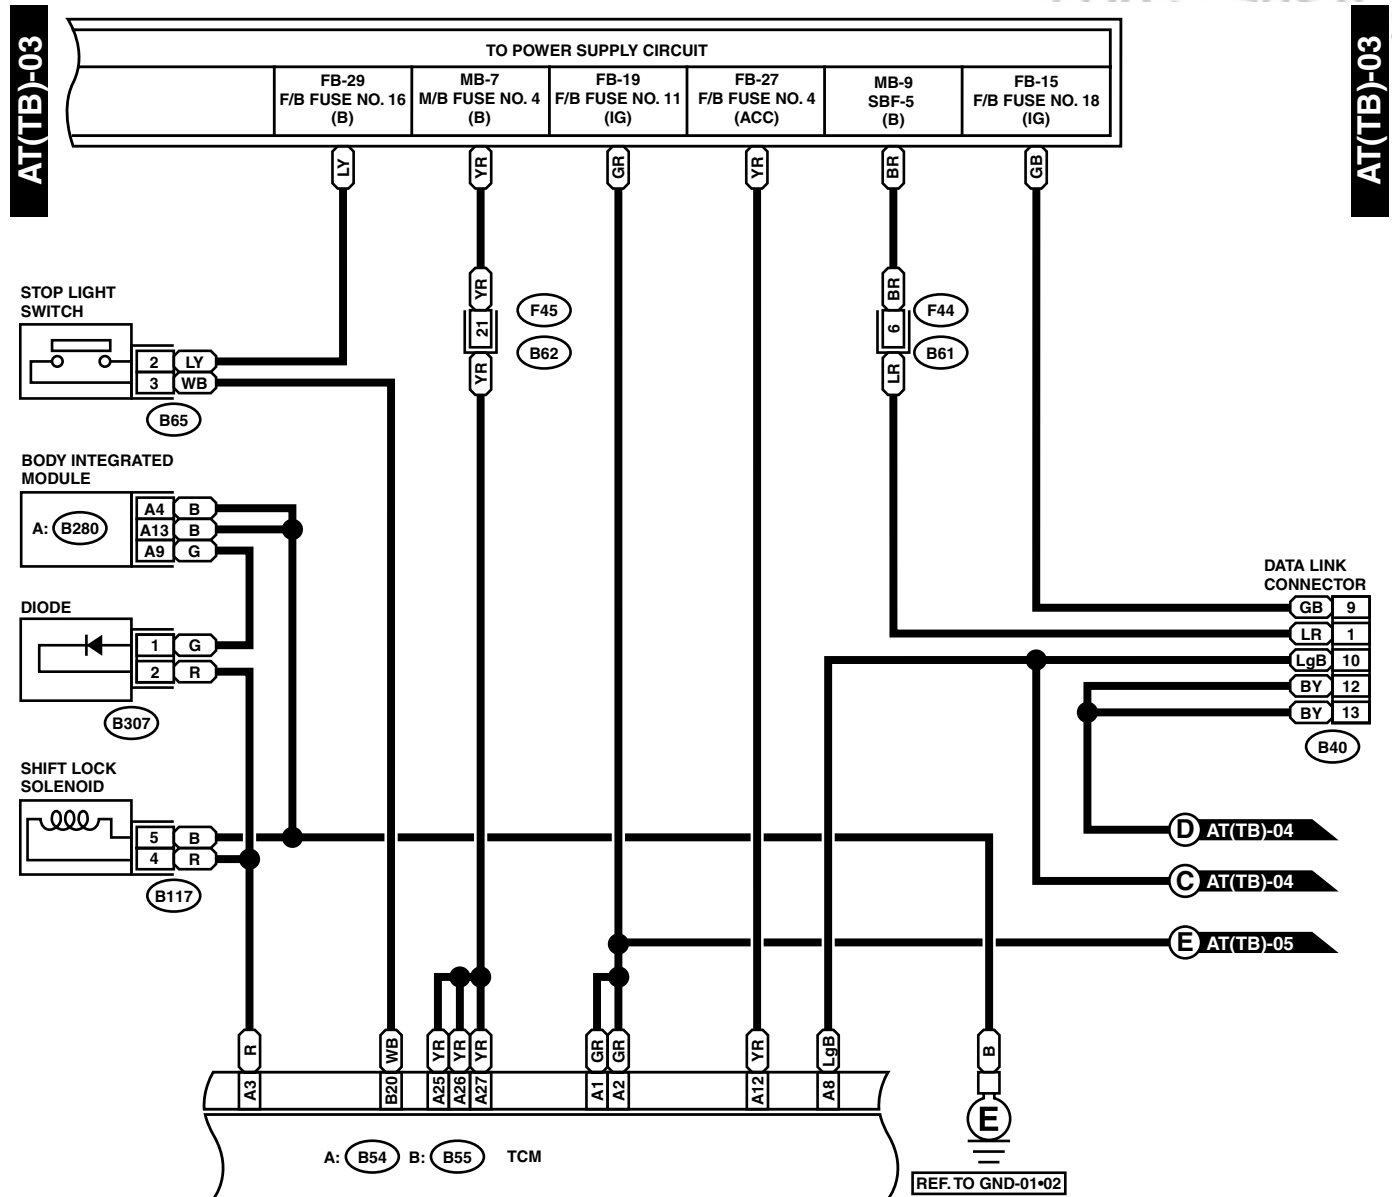 AT(TB)-03
AT(TB)-03
TO POWER SUPPLY CIRCUIT
FB-29
F/B FUSE NO. 16
(B)
MB-7
M/B FUSE NO. 4
(B)
FB-19
F/B FUSE NO. 11
(IG)
FB-27
F/B FUSE NO. 4
(ACC)
MB-9
SBF-5
(B)
FB-15
F/B FUSE NO. 18
(IG)
LY
YR
GR
YR
BR
GB
YR
21
YR
F45
B62
BR
6
LR
F44
B61
STOP LIGHT
SWITCH
2 LY
3 WB
B65
BODY INTEGRATED
MODULE
A: B280
A4 B
A13 B
A9 G
DIODE
1 G
2 R
B307
SHIFT LOCK
SOLENOID
5 B
4 R
B117
DATA LINK
CONNECTOR
GB 9
LR 1
LgB 10
BY 12
BY 13
B40
D AT(TB)-04
C AT(TB)-04
E AT(TB)-05
R
WB
YR
YR
YR
GR
GR
YR
LgB
B
A3
B20
A25
A26
A27
A1
A2
A12
A8
E
A: B54 B: B55 TCM
REF. TO GND-01•02